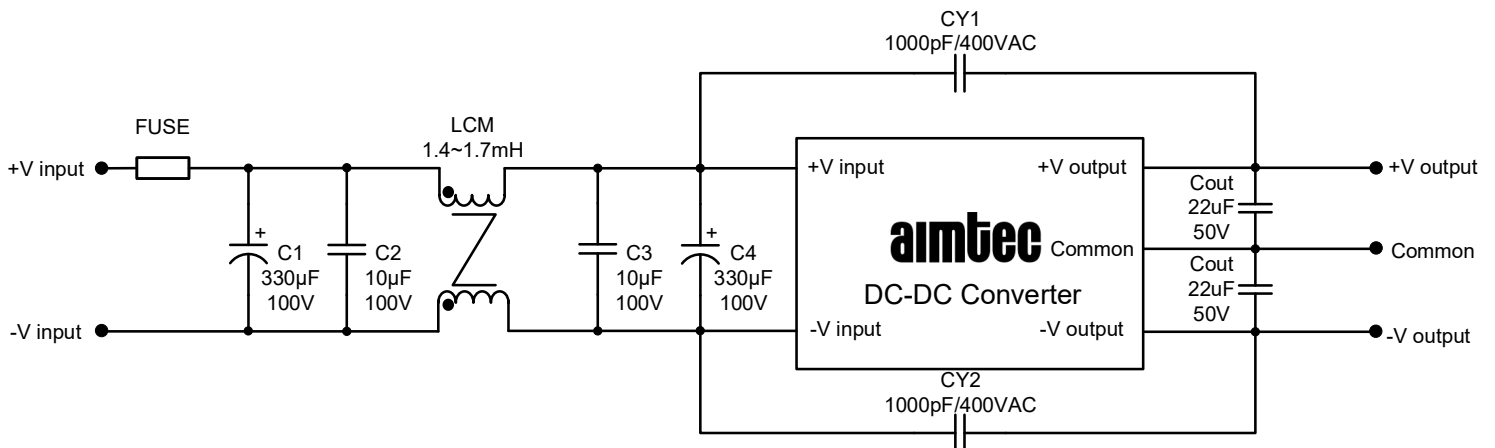 CY1
1000pF/400VAC
FUSE
LCM
1.4~1.7mH
+V input
+V input
+V output
+V output
Cout
22uF
50V
+
C1
330µF
100V
C2
10µF
100V
C3
10µF
100V
+
C4
330µF
100V
aimtec
Common
Common
DC-DC Converter
Cout
22uF
50V
-V input
-V input
-V output
-V output
CY2
1000pF/400VAC